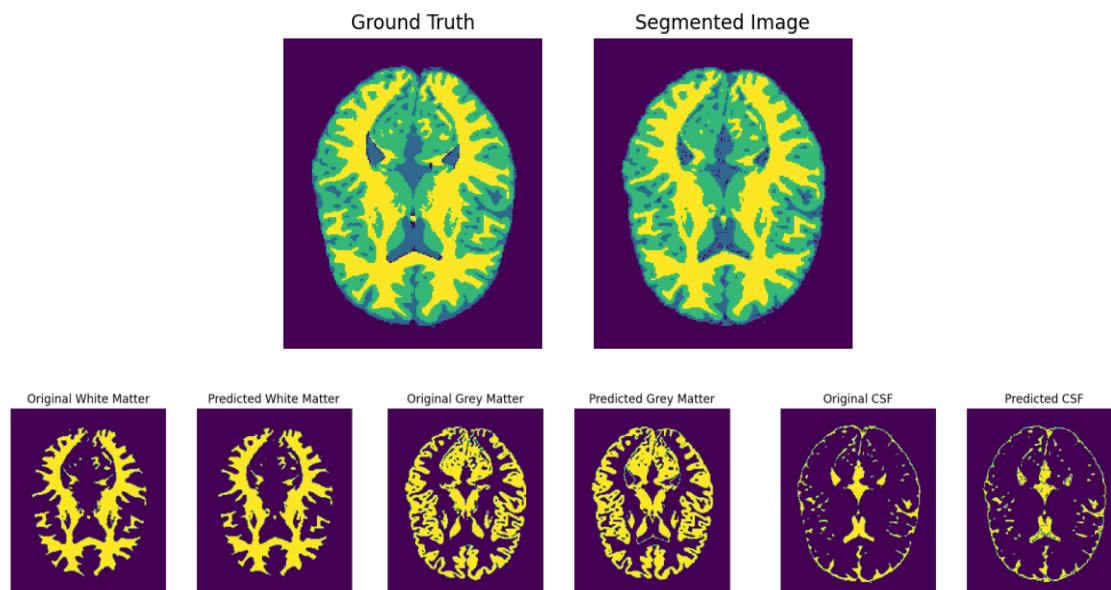 Ground Truth
Segmented Image
Original White Matter
Predicted White Matter
Original Grey Matter
Predicted Grey Matter
Original CSF
Predicted CSF